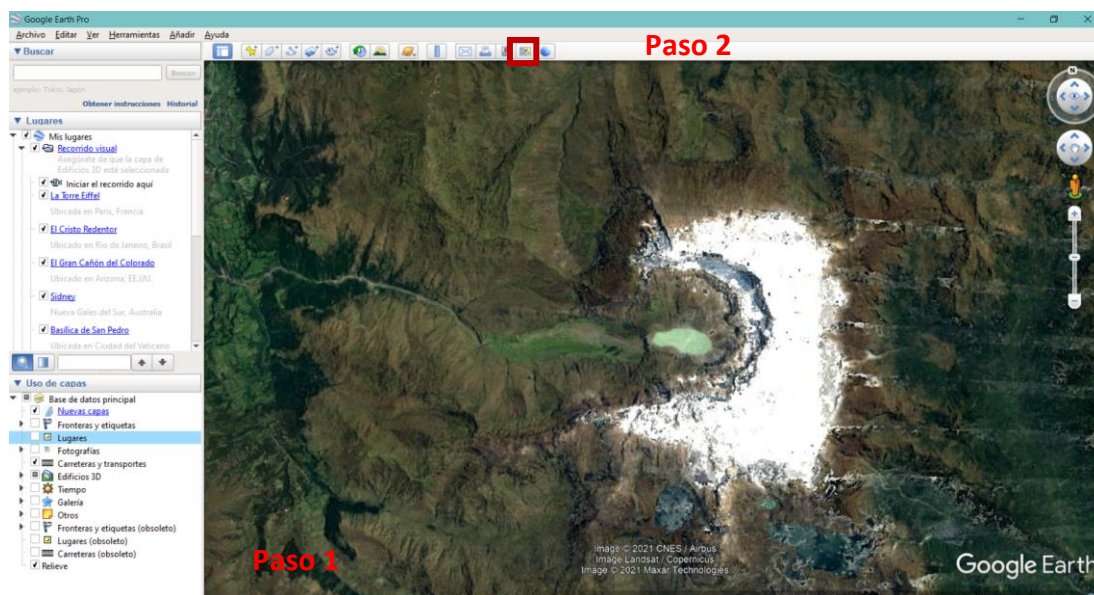 Google Earth Pro
Archivo Editar Ver Herramientas Añadir Ayuda
Paso 2
Buscar
Buscar
ejemplo: Tokio, Japón
Obtener instrucciones Historial
Lugares
Mis lugares
Recorrido visual
Asegúrate de que la capa de
Edificios 3D esté seleccionada
Iniciar el recorrido aquí
La Torre Eiffel
Ubicada en París, Francia
El Cristo Redentor
Ubicado en Rio de Janeiro, Brasil
El Gran Cañón del Colorado
Ubicado en Arizona, EE.UU.
Sidney
Nueva Gales del Sur, Australia
Basílica de San Pedro
Ubicada en Ciudad del Vaticano
Uso de capas
Base de datos principal
Nuevas capas
Fronteras y etiquetas
Lugares
Fotografías
Carreteras y transportes
Edificios 3D
Tiempo
Galería
Otros
Fronteras y etiquetas (obsoleto)
Lugares (obsoleto)
Carreteras (obsoleto)
Relieve
Paso 1
N
Image © 2021 CNES / Airbus
Image Landsat / Copernicus
Image © 2021 Maxar Technologies
Google Earth